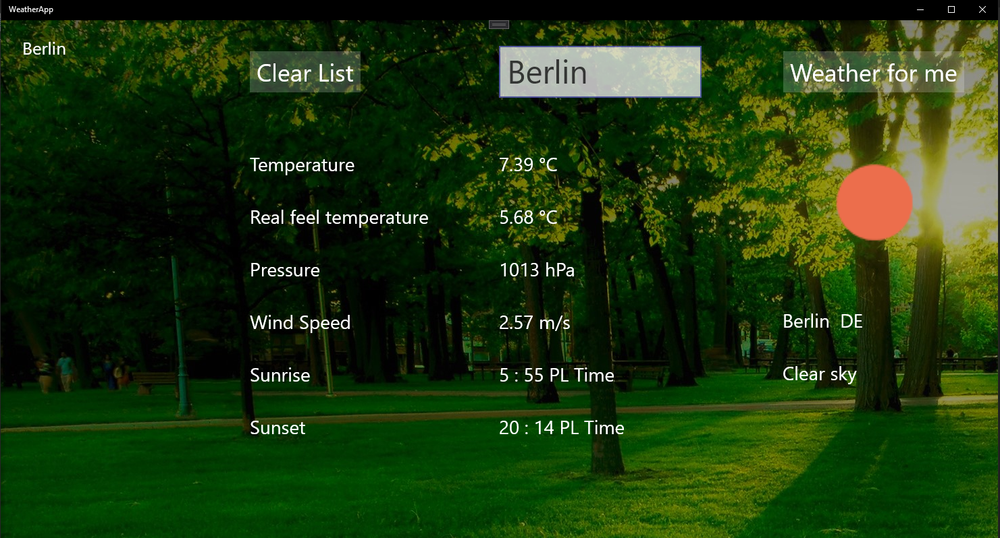 WeatherApp
Berlin
Clear List
Berlin
Weather for me
Temperature
7.39 °C
Real feel temperature
5.68 °C
Pressure
1013 hPa
Wind Speed
2.57 m/s
Berlin  DE
Sunrise
5 : 55 PL Time
Clear sky
Sunset
20 : 14 PL Time